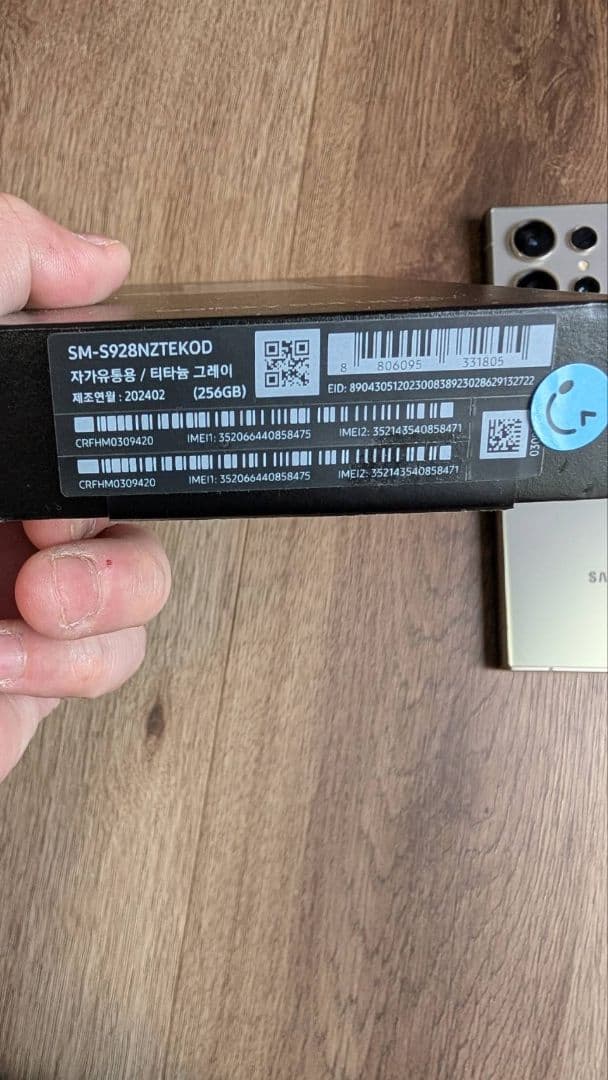 SM-S928NZTEKOD
자가유통용 / 티타늄 그레이
제조연월 : 202402 (256GB)
8 806095 331805
EID: 89043051202300838923028629132722
CRFHM0309420 IMEI1: 352066440858475 IMEI2: 352143540858471
CRFHM0309420 IMEI1: 352066440858475 IMEI2: 352143540858471